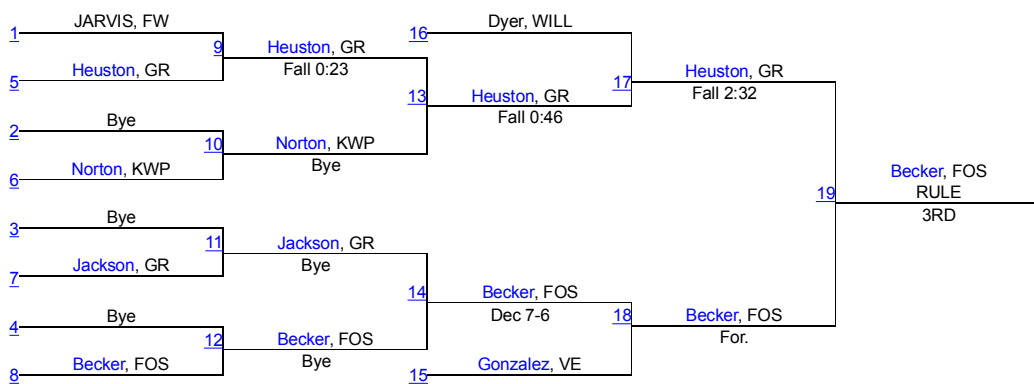 JARVIS, FW
1
9
Heuston, GR
5
Heuston, GR
Fall 0:23
Bye
2
10
Norton, KWP
6
Norton, KWP
Bye
Bye
3
11
Jackson, GR
7
Jackson, GR
Bye
Bye
4
12
Becker, FOS
8
Becker, FOS
Bye
Dyer, WILL
16
13
Heuston, GR
Fall 0:46
17
14
Becker, FOS
Dec 7-6
18
Gonzalez, VE
15
Heuston, GR
Fall 2:32
Becker, FOS
For.
19
Becker, FOS
RULE
3RD